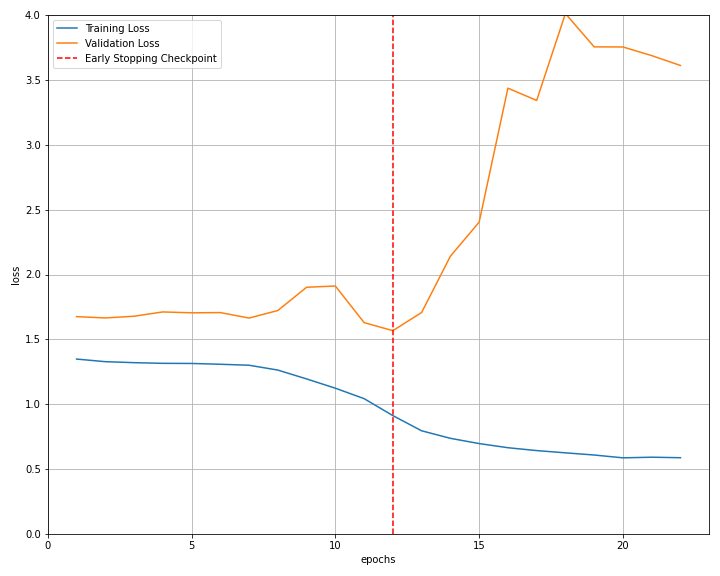 Training Loss
Validation Loss
Early Stopping Checkpoint
4.0
3.5
3.0
2.5
2.0
1.5
1.0
0.5
0.0
loss
0 5 10 15 20
epochs